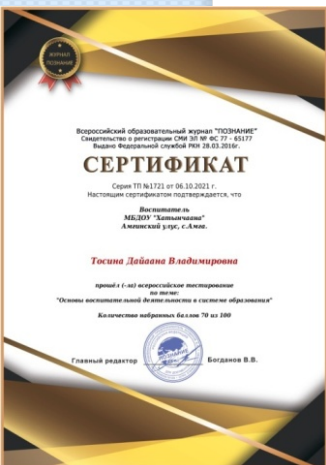 ЖУРНАЛ
ПОЗНАНИЕ
Всероссийский образовательный журнал "ПОЗНАНИЕ"
Свидетельство о регистрации СМИ ЭЛ № ФС 77 - 65177
Выдано Федеральной службой РКН 28.03.2016г.
СЕРТИФИКАТ
Серия ТП №1721 от 06.10.2021 г.
Настоящим сертификатом подтверждается, что
Воспитатель
МБДОУ "Хатынчаана"
Амгинский улус, с.Амга.
Тосина Дайаана Владимировна
прошёл (-ла) всероссийское тестирование
по теме:
"Основы воспитательной деятельности в системе образования"
Количество набранных баллов 70 из 100
ПОЗНАНИЕ
Главный редактор Богданов В.В.